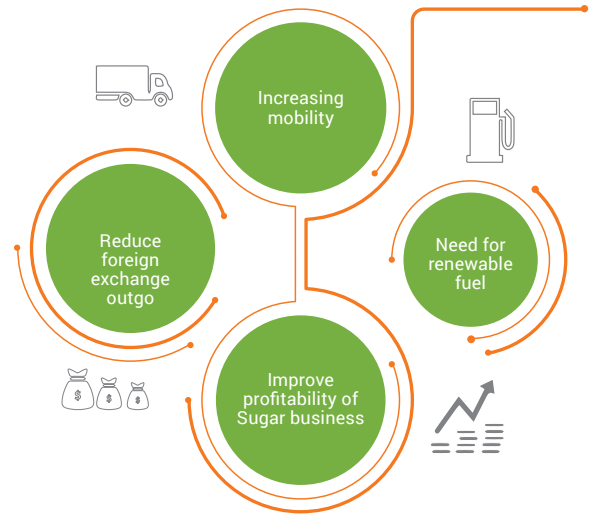 Increasing
mobility
Reduce
foreign
exchange
outgo
Need for
renewable
fuel
Improve
profitability of
Sugar business
$
$
$